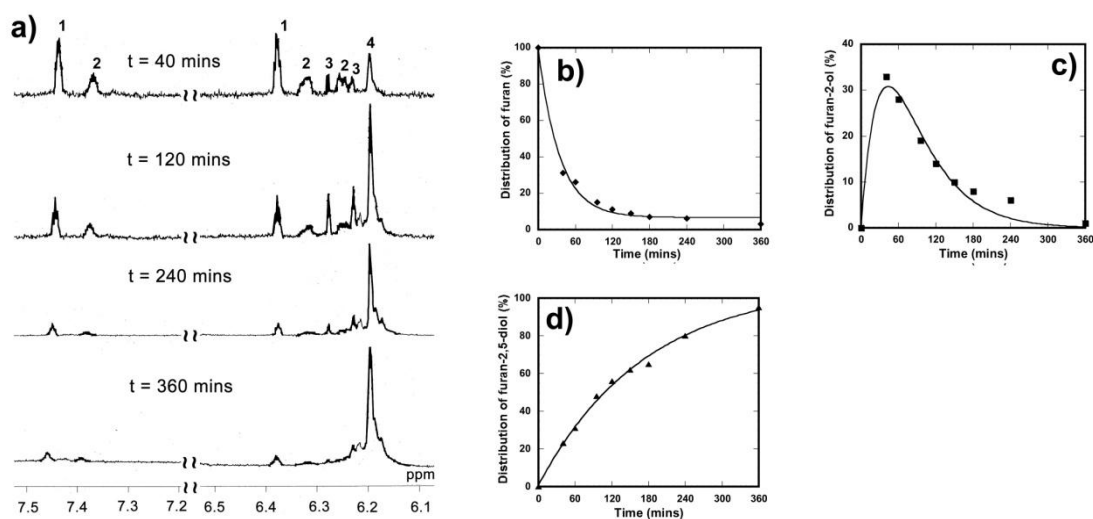 a)
1
2
1
2
3
2
3
4
t = 40 mins
t = 120 mins
t = 240 mins
t = 360 mins
ppm
7.5 7.4 7.3 7.2 6.5 6.4 6.3 6.2 6.1
b)
Distribution of furan (%)
100
80
60
40
20
0
0 60 120 180 240 300 360
Time (mins)
c)
Distribution of furan-2-ol (%)
40
30
20
10
0
0 60 120 180 240 300 360
Time (mins)
d)
Distribution of furan-2,5-diol (%)
100
80
60
40
20
0
0 60 120 180 240 300 360
Time (mins)